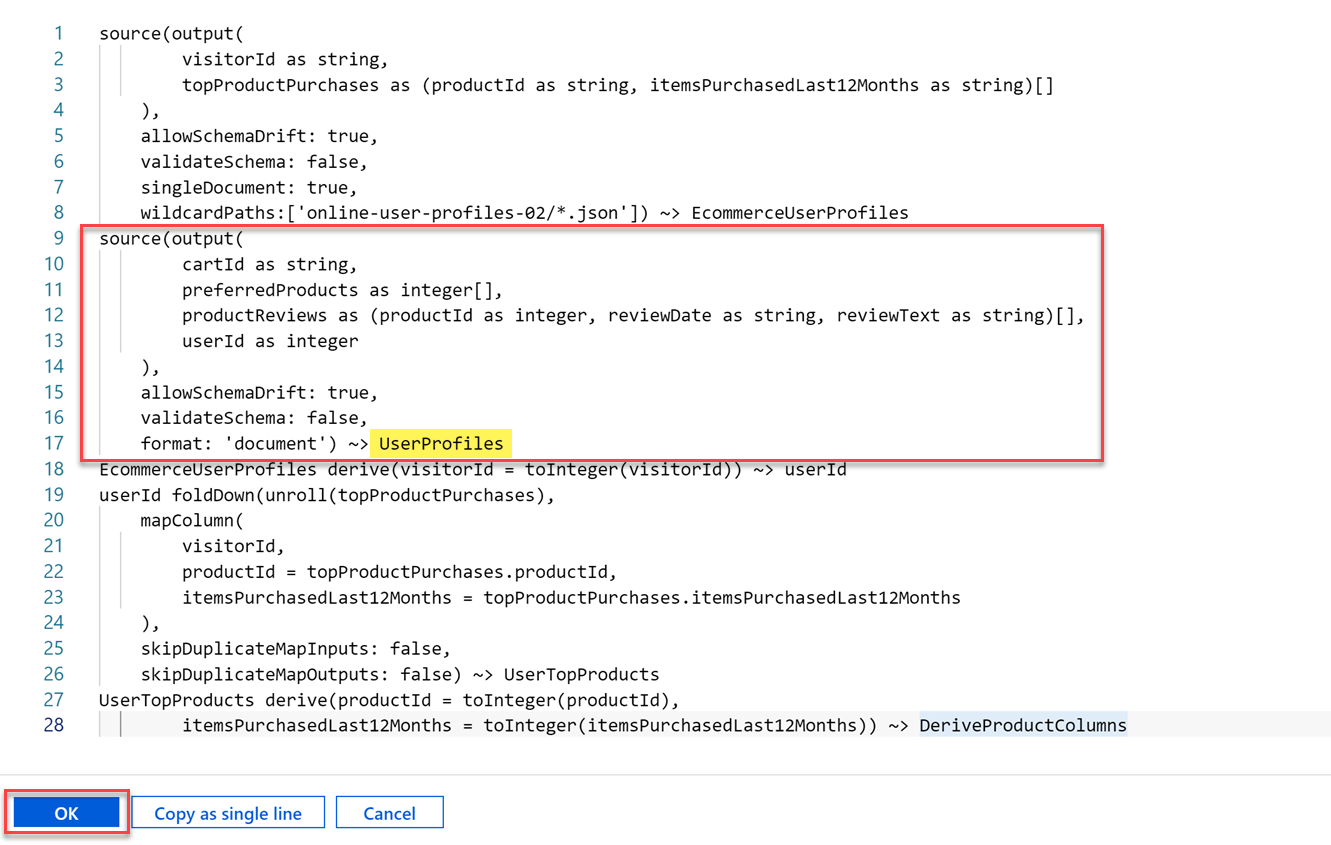 1 source(output(
2 visitorId as string,
3 topProductPurchases as (productId as string, itemsPurchasedLast12Months as string)[]
4 ),
5 allowSchemaDrift: true,
6 validateSchema: false,
7 singleDocument: true,
8 wildcardPaths:['online-user-profiles-02/*.json']) ~> EcommerceUserProfiles
9 source(output(
10 cartId as string,
11 preferredProducts as integer[],
12 productReviews as (productId as integer, reviewDate as string, reviewText as string)[],
13 userId as integer
14 ),
15 allowSchemaDrift: true,
16 validateSchema: false,
17 format: 'document') ~> UserProfiles
18 EcommerceUserProfiles derive(visitorId = toInteger(visitorId)) ~> userId
19 userId foldDown(unroll(topProductPurchases),
20 mapColumn(
21 visitorId,
22 productId = topProductPurchases.productId,
23 itemsPurchasedLast12Months = topProductPurchases.itemsPurchasedLast12Months
24 ),
25 skipDuplicateMapInputs: false,
26 skipDuplicateMapOutputs: false) ~> UserTopProducts
27 UserTopProducts derive(productId = toInteger(productId),
28 itemsPurchasedLast12Months = toInteger(itemsPurchasedLast12Months)) ~> DeriveProductColumns
OK Copy as single line Cancel